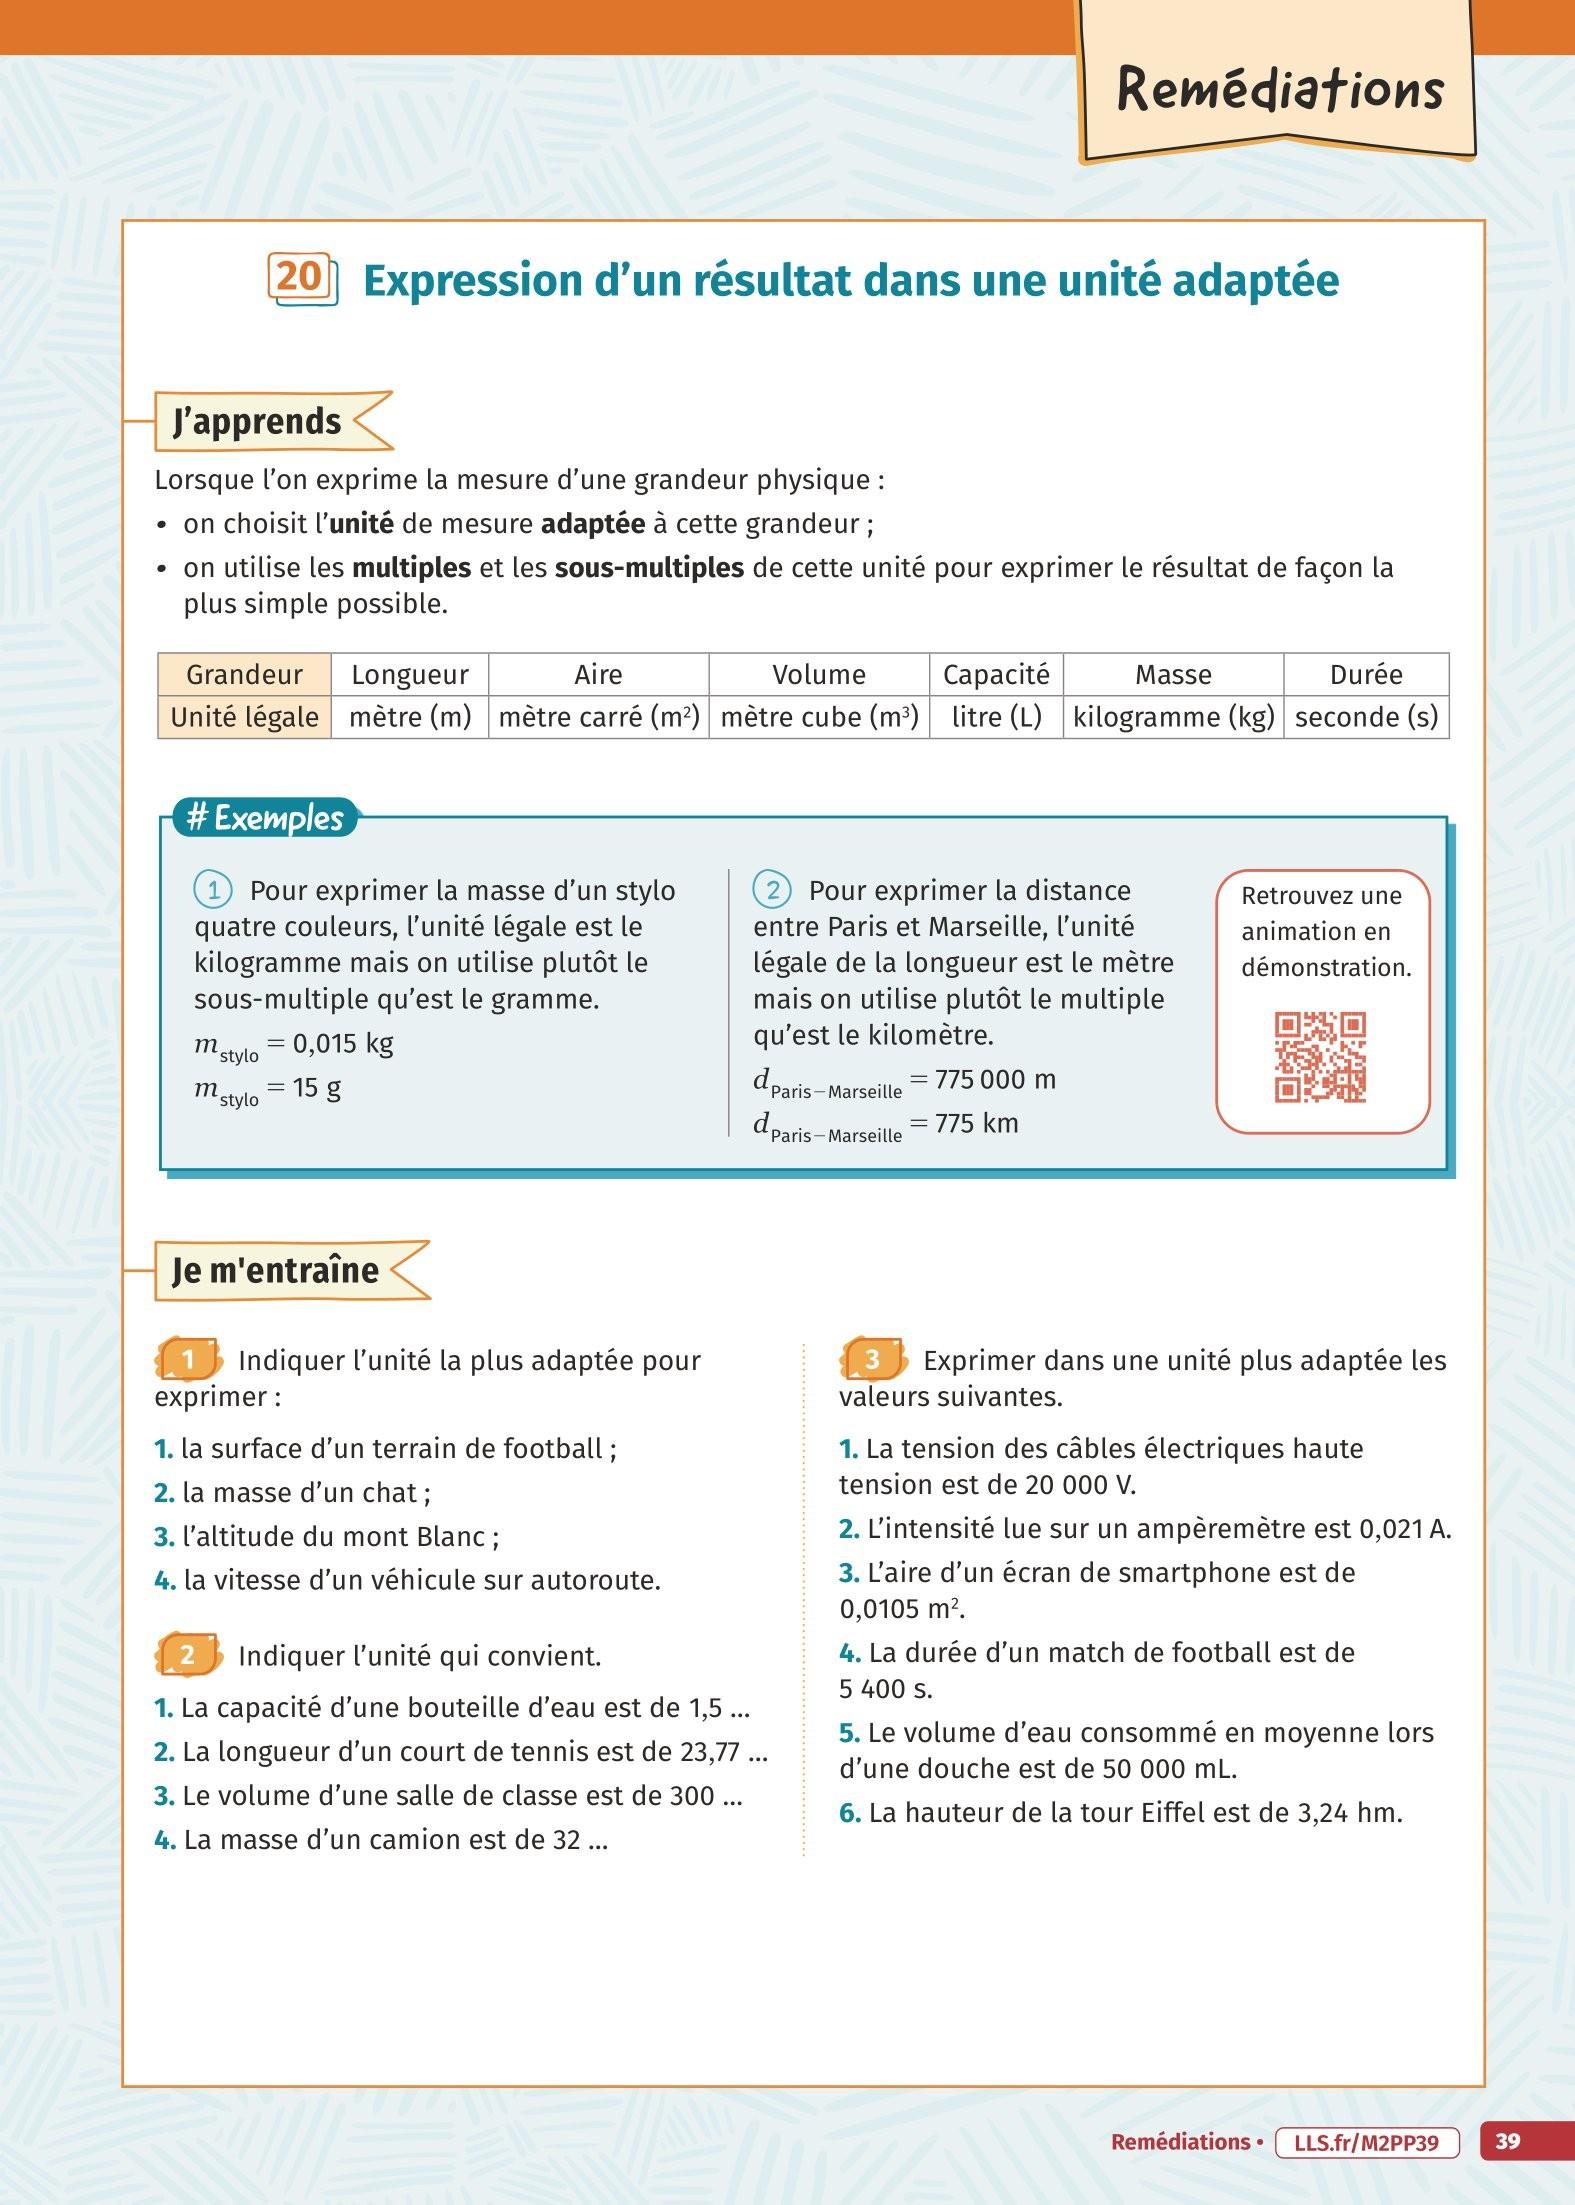 Remédiations
20 Expression d’un résultat dans une unité adaptée
J’apprends
Lorsque l’on exprime la mesure d’une grandeur physique :
• on choisit l’unité de mesure adaptée à cette grandeur ;
• on utilise les multiples et les sous-multiples de cette unité pour exprimer le résultat de façon la
plus simple possible.
Grandeur Longueur Aire Volume Capacité Masse Durée
Unité légale mètre (m) mètre carré (m²) mètre cube (m³) litre (L) kilogramme (kg) seconde (s)
# Exemples
1 Pour exprimer la masse d’un stylo
quatre couleurs, l’unité légale est le
kilogramme mais on utilise plutôt le
sous-multiple qu’est le gramme.
m stylo = 0,015 kg
m stylo = 15 g
2 Pour exprimer la distance
entre Paris et Marseille, l’unité
légale de la longueur est le mètre
mais on utilise plutôt le multiple
qu’est le kilomètre.
d Paris–Marseille = 775 000 m
d Paris–Marseille = 775 km
Retrouvez une
animation en
démonstration.
Je m'entraîne
1 Indiquer l’unité la plus adaptée pour
exprimer :
1. la surface d’un terrain de football ;
2. la masse d’un chat ;
3. l’altitude du mont Blanc ;
4. la vitesse d’un véhicule sur autoroute.
2 Indiquer l’unité qui convient.
1. La capacité d’une bouteille d’eau est de 1,5 ...
2. La longueur d’un court de tennis est de 23,77 ...
3. Le volume d’une salle de classe est de 300 ...
4. La masse d’un camion est de 32 ...
3 Exprimer dans une unité plus adaptée les
valeurs suivantes.
1. La tension des câbles électriques haute
tension est de 20 000 V.
2. L’intensité lue sur un ampèremètre est 0,021 A.
3. L’aire d’un écran de smartphone est de
0,0105 m².
4. La durée d’un match de football est de
5 400 s.
5. Le volume d’eau consommé en moyenne lors
d’une douche est de 50 000 mL.
6. La hauteur de la tour Eiffel est de 3,24 hm.
Remédiations • LLS.fr/M2PP39 39